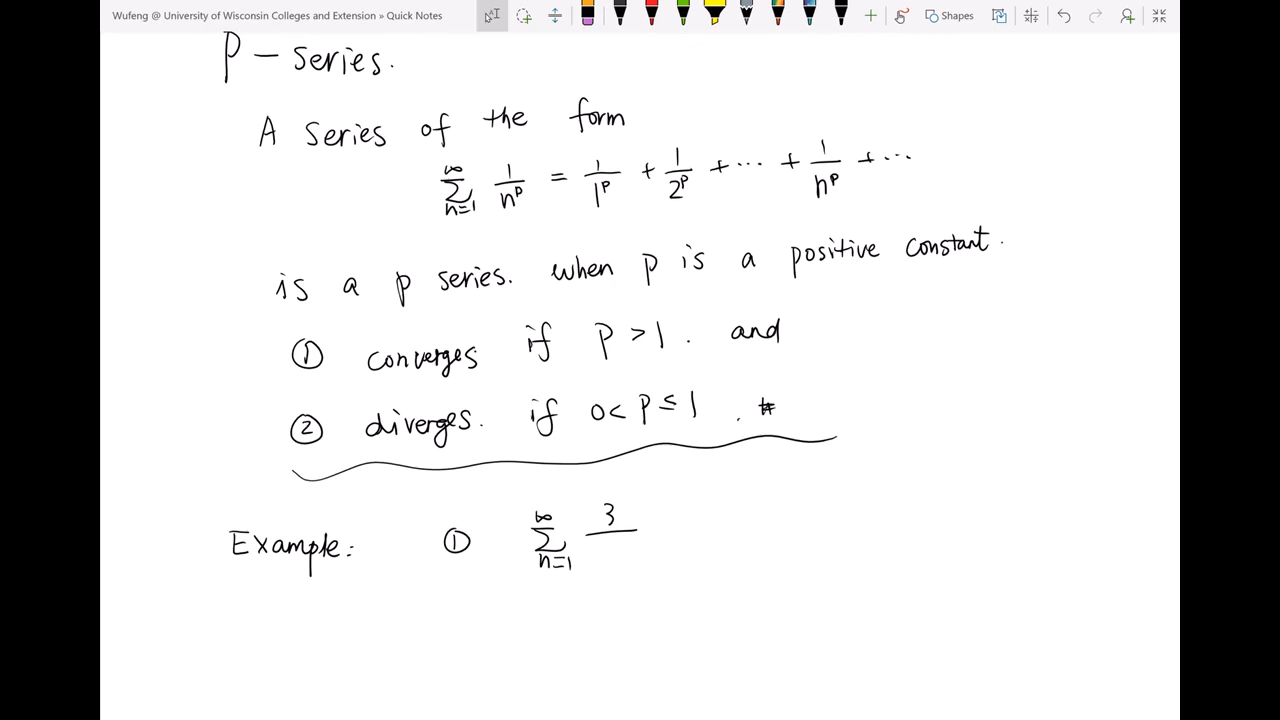 Wufeng @ University of Wisconsin Colleges and Extension » Quick Notes
Shapes
P - Series.
A series of the form
∑_{n=1}^{∞} 1/n^p = 1/1^p + 1/2^p + ... + 1/n^p + ...
is a p series. when p is a positive constant.
① converges if p > 1. and
② diverges. if 0 < p ≤ 1.
Example: ① ∑_{n=1}^{∞} 3/